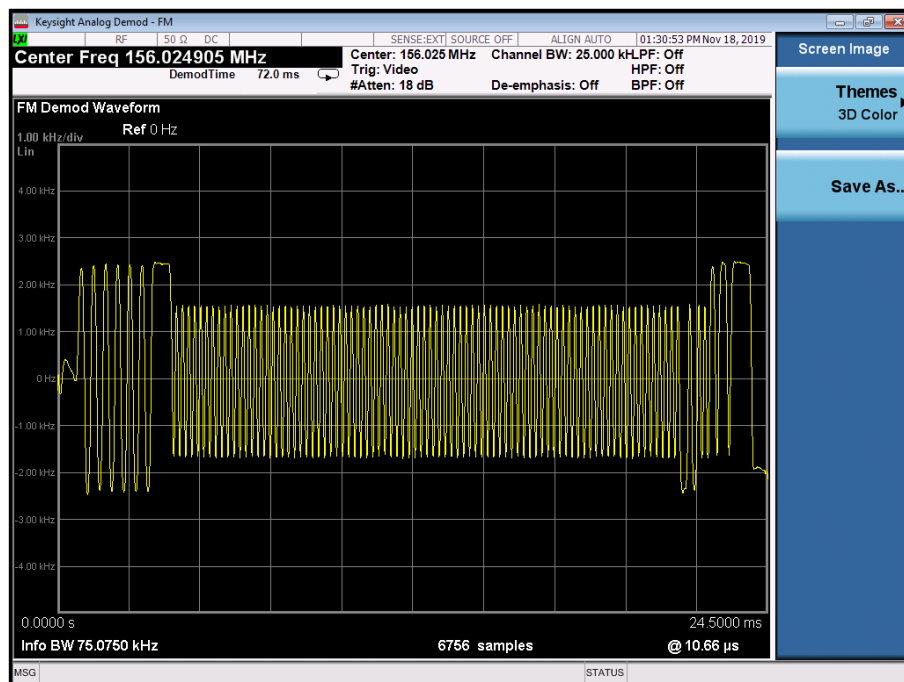 Keysight Analog Demod - FM
LXI RF 50 Ω DC SENSE:EXT SOURCE OFF ALIGN AUTO 01:30:53 PM Nov 18, 2019
Center Freq 156.024905 MHz
DemodTime 72.0 ms
Center: 156.025 MHz Channel BW: 25.000 kHLPF: Off
Trig: Video HPF: Off
#Atten: 18 dB De-emphasis: Off BPF: Off
Screen Image
Themes
3D Color
Save As..
FM Demod Waveform
Ref 0 Hz
1.00 kHz/div
Lin
4.00 kHz
3.00 kHz
2.00 kHz
1.00 kHz
0 Hz
-1.00 kHz
-2.00 kHz
-3.00 kHz
-4.00 kHz
0.0000 s 24.5000 ms
Info BW 75.0750 kHz 6756 samples @ 10.66 µs
MSG STATUS